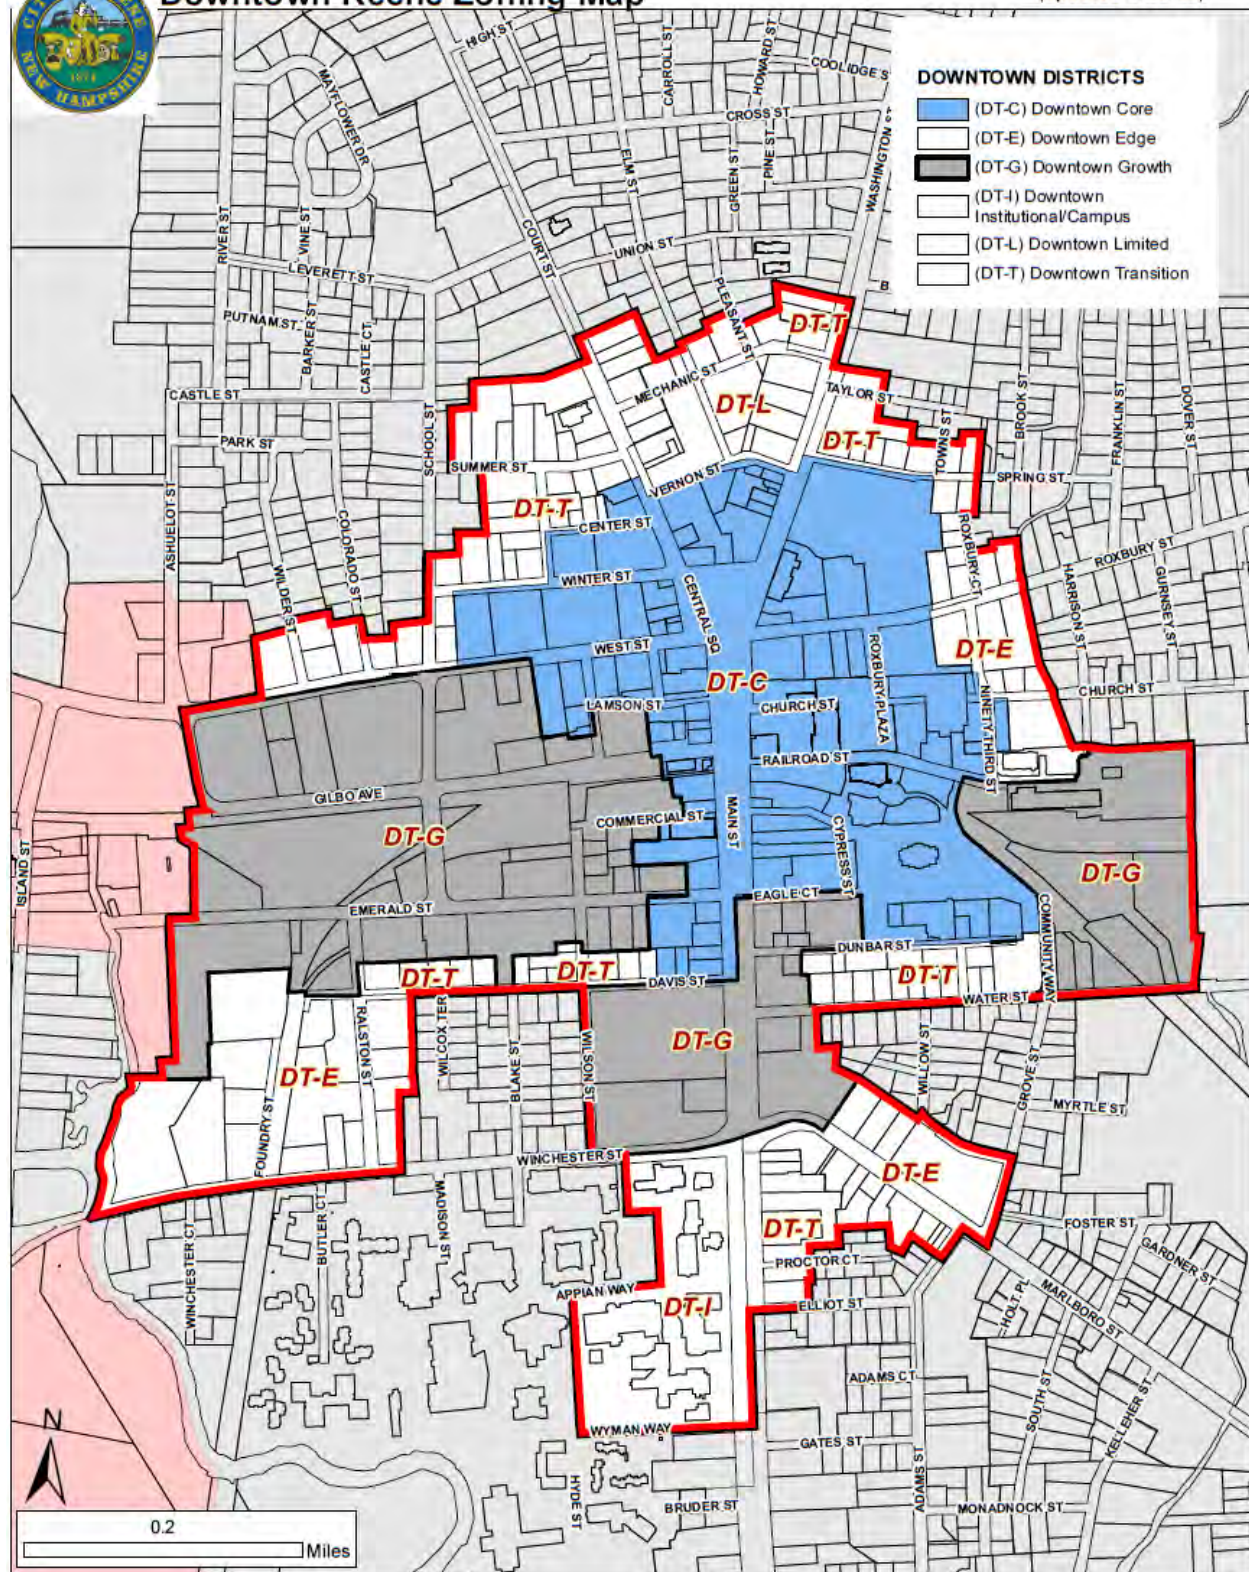 Downtown Keene Zoning Map
CITY OF KEENE
NEW HAMPSHIRE
1874
DOWNTOWN DISTRICTS
(DT-C) Downtown Core
(DT-E) Downtown Edge
(DT-G) Downtown Growth
(DT-I) Downtown
Institutional/Campus
(DT-L) Downtown Limited
(DT-T) Downtown Transition
HIGH ST
CARROLL ST
HOWARD ST
COOLIDGE S
MAYFLOWER DR
CROSS ST
WASHINGTON ST
ELM ST
GREEN ST
PINE ST
RIVER ST
VINE ST
COURT ST
UNION ST
LEVERETT ST
PLEASANT ST
B
PUTNAM ST
BARKER ST
CASTLE CT
DT-T
MECHANIC ST
CASTLE ST
DT-L
TAYLOR ST
BROOK ST
FRANKLIN ST
DOVER ST
SCHOOL ST
PARK ST
DT-T
TOWNS ST
SUMMER ST
VERNON ST
SPRING ST
ASHUELOT ST
COLORADO ST
DT-T
CENTER ST
ROXBURY CT
ROXBURY ST
WILDER ST
WINTER ST
CENTRAL SQ
HARRISON ST
GURNSEY ST
WEST ST
DT-E
ROXBURY PLAZA
DT-C
LAMSON ST
CHURCH ST
NINETY THIRD ST
CHURCH ST
RAILROAD ST
GILBO AVE
COMMERCIAL ST
MAIN ST
CYPRESS ST
DT-G
ISLAND ST
DT-G
EAGLE CT
EMERALD ST
COMMUNITY WAY
DUNBAR ST
DT-T
DT-T
DAVIS ST
DT-T
WATER ST
RALSTON ST
WILCOX TER
BLAKE ST
WILSON ST
DT-G
WILLOW ST
GROVE ST
DT-E
MYRTLE ST
FOUNDRY ST
WINCHESTER ST
DT-E
WINCHESTER CT
BUTLER CT
MADISON ST
DT-T
FOSTER ST
GARDNER ST
PROCTOR CT
APPIAN WAY
DT-I
ELLIOT ST
HOLT PL
MARLBORO ST
ADAMS CT
SOUTH ST
KELLEHER ST
WYMAN WAY
GATES ST
ADAMS ST
HYDE ST
BRUDER ST
MONADNOCK ST
N
0.2
Miles